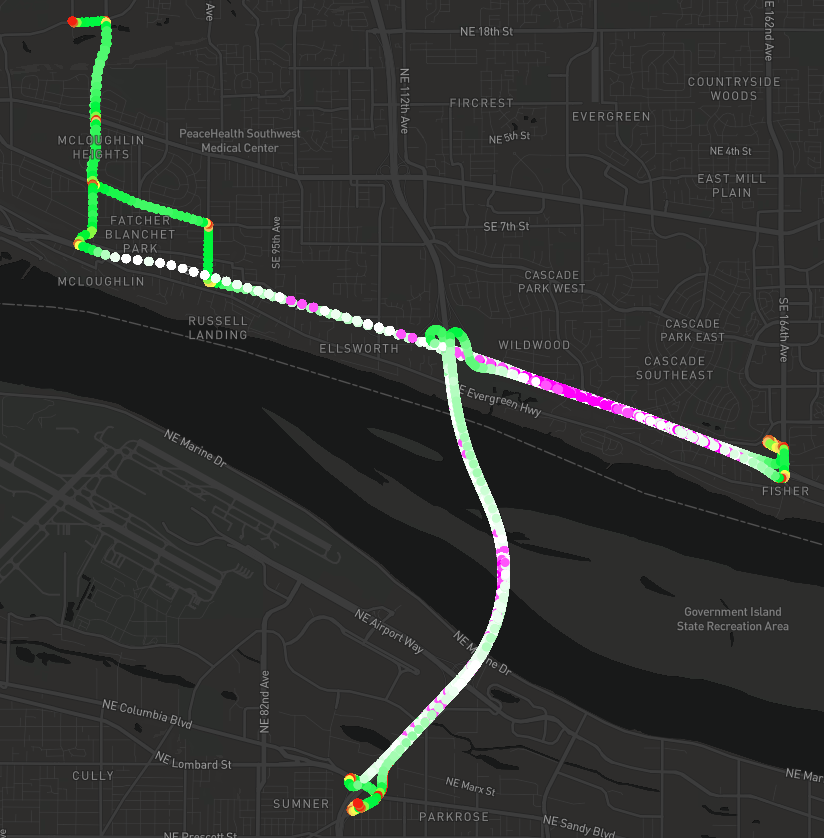 Ave
NE 18th St
SE 162nd Ave
COUNTRYSIDE
WOODS
NE 112th Ave
FIRCREST
EVERGREEN
PeaceHealth Southwest
Medical Center
MCLOUGHLIN
HEIGHTS
NE 5th St
NE 4th St
EAST MILL
PLAIN
FATCHER
BLANCHET
PARK
SE 95th Ave
SE 7th St
CASCADE
PARK WEST
MCLOUGHLIN
SE 164th Ave
RUSSELL
LANDING
ELLSWORTH
WILDWOOD
CASCADE
PARK EAST
CASCADE
SOUTHEAST
E Evergreen Hwy
NE Marine Dr
FISHER
NE Airport Way
NE Marine Dr
Government Island
State Recreation Area
NE 82nd Ave
NE Columbia Blvd
NE Lombard St
CULLY
NE Marx St
NE Mar
SUMNER
PARKROSE
NE Sandy Blvd
NE Prescott St